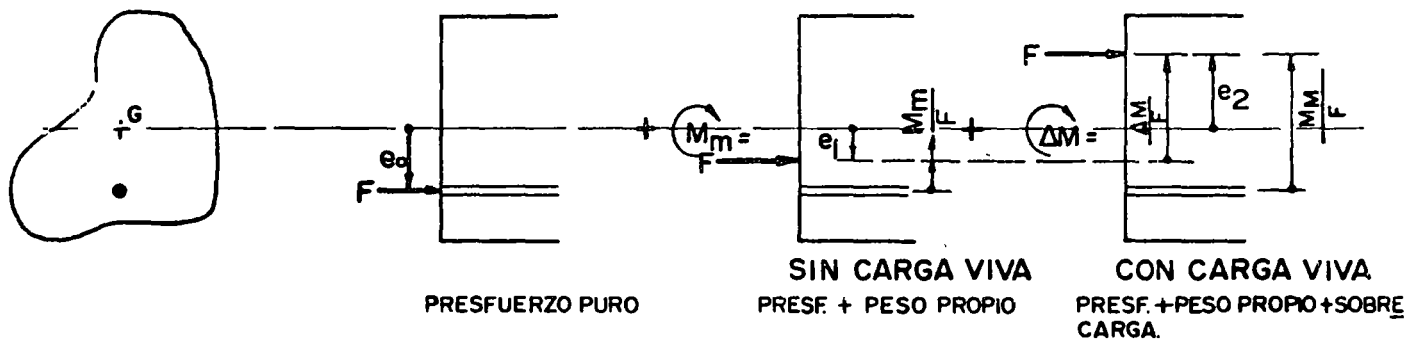 G
e₀
F
+ Mm =
F
e₁
Mm/F
+ ΔM =
F
ΔM/F
e₂
MM/F
SIN CARGA VIVA
CON CARGA VIVA
PRESFUERZO PURO
PRESF. + PESO PROPIO
PRESF. + PESO PROPIO + SOBRE
CARGA.